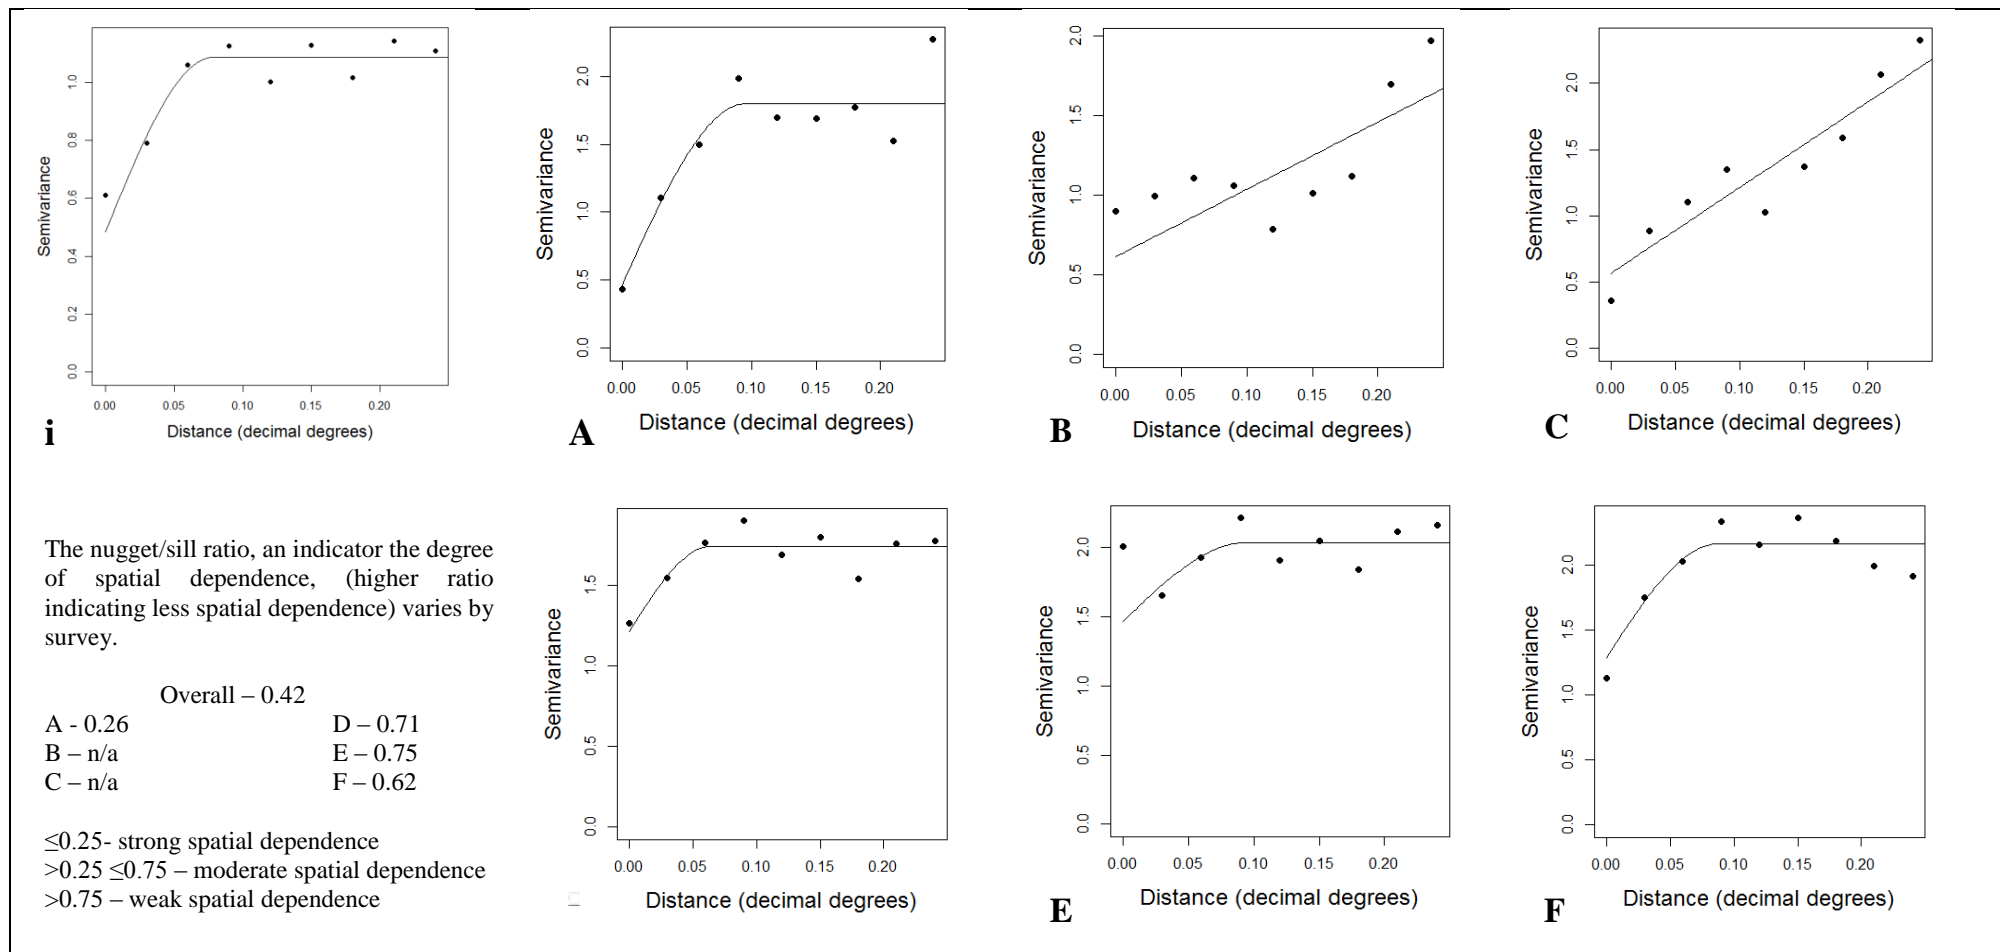 1.0
0.8
0.6
0.4
0.2
0.0
Semivariance
0.00 0.05 0.10 0.15 0.20
Distance (decimal degrees)
i
2.0
1.5
1.0
0.5
0.0
Semivariance
0.00 0.05 0.10 0.15 0.20
Distance (decimal degrees)
A
2.0
1.5
1.0
0.5
0.0
Semivariance
0.00 0.05 0.10 0.15 0.20
Distance (decimal degrees)
B
2.0
1.5
1.0
0.5
0.0
Semivariance
0.00 0.05 0.10 0.15 0.20
Distance (decimal degrees)
C
The nugget/sill ratio, an indicator the degree
of spatial dependence, (higher ratio
indicating less spatial dependence) varies by
survey.
Overall – 0.42
A - 0.26 D – 0.71
B – n/a E – 0.75
C – n/a F – 0.62
≤0.25- strong spatial dependence
>0.25 ≤0.75 – moderate spatial dependence
>0.75 – weak spatial dependence
1.5
1.0
0.5
0.0
Semivariance
0.00 0.05 0.10 0.15 0.20
Distance (decimal degrees)
2.0
1.5
1.0
0.5
0.0
Semivariance
0.00 0.05 0.10 0.15 0.20
Distance (decimal degrees)
E
2.0
1.5
1.0
0.5
0.0
Semivariance
0.00 0.05 0.10 0.15 0.20
Distance (decimal degrees)
F